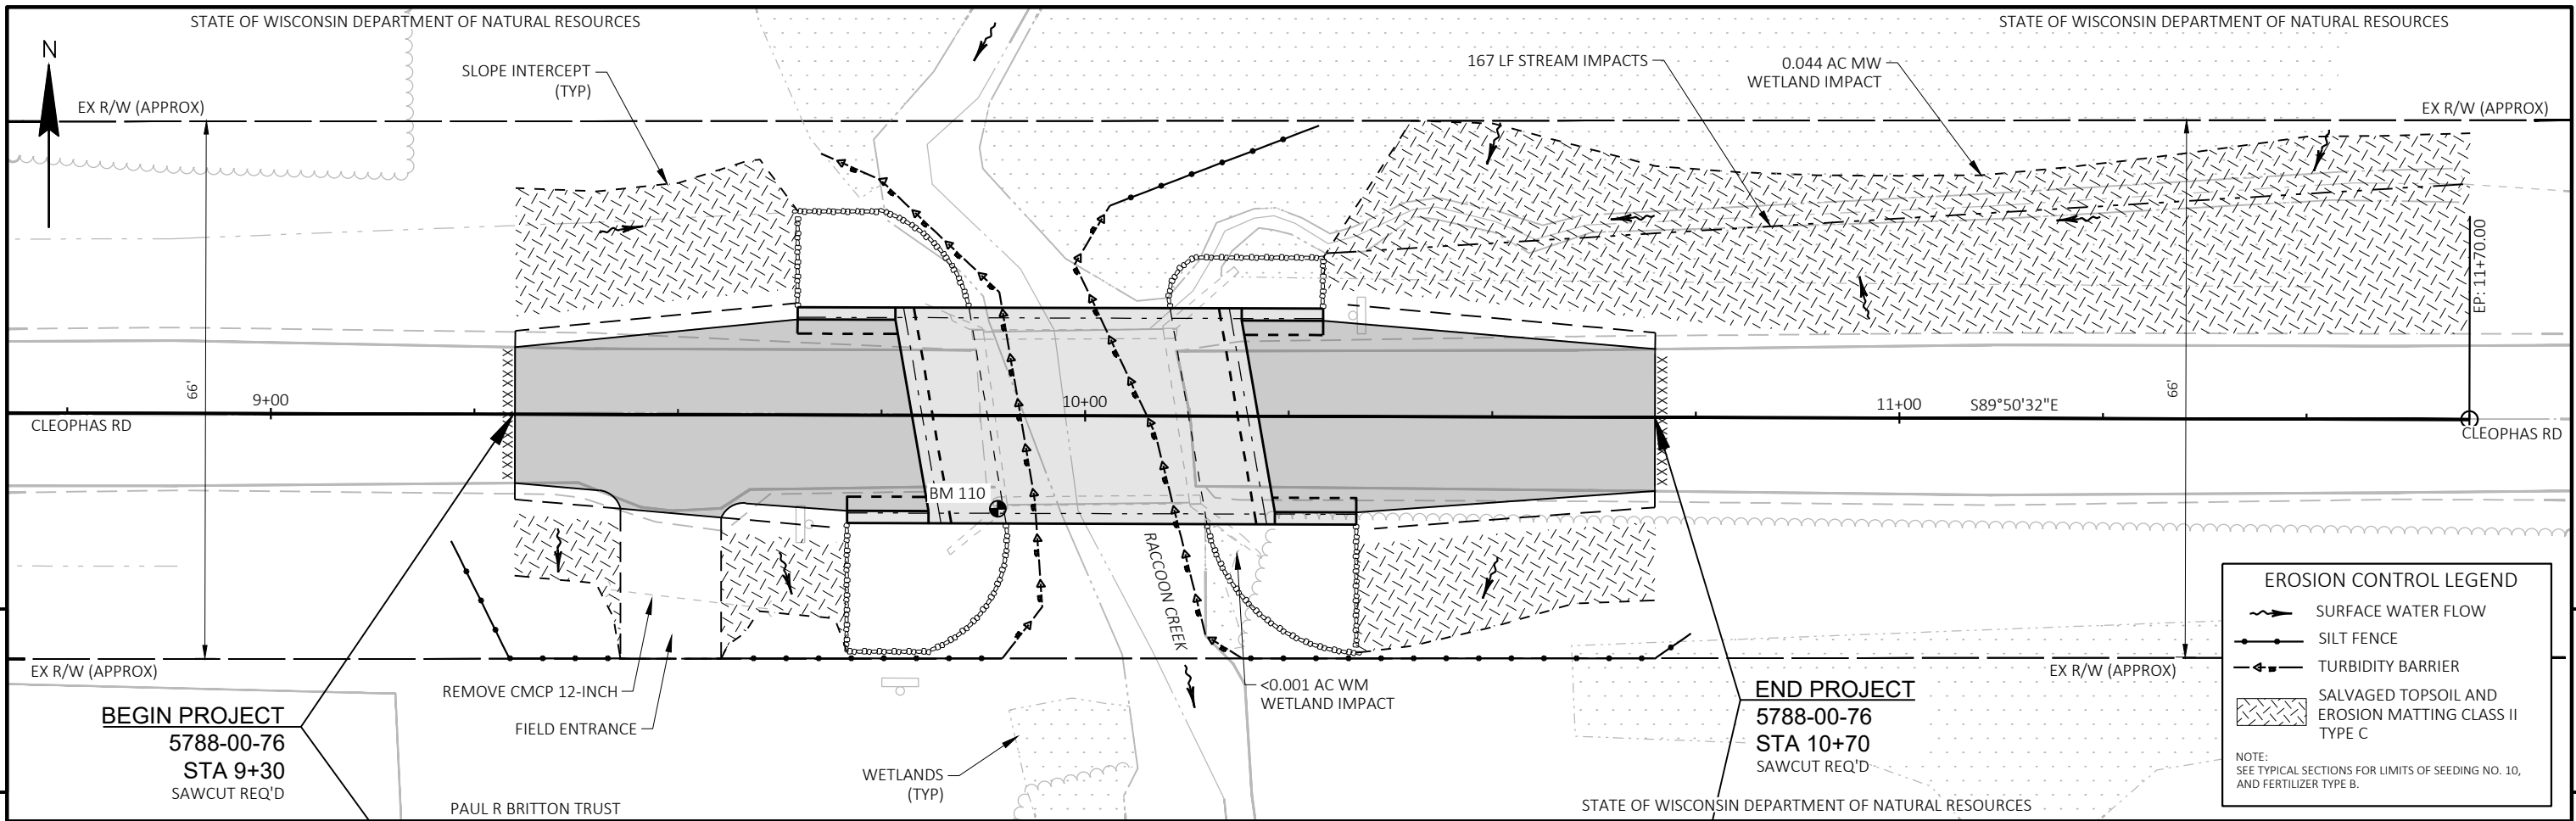 STATE OF WISCONSIN DEPARTMENT OF NATURAL RESOURCES
STATE OF WISCONSIN DEPARTMENT OF NATURAL RESOURCES
N
SLOPE INTERCEPT
(TYP)
167 LF STREAM IMPACTS
0.044 AC MW
WETLAND IMPACT
EX R/W (APPROX)
EX R/W (APPROX)
EP: 11+70.00
66'
66'
9+00
10+00
11+00
S89°50'32"E
CLEOPHAS RD
CLEOPHAS RD
BM 110
RACCOON CREEK
EX R/W (APPROX)
EX R/W (APPROX)
REMOVE CMCP 12-INCH
FIELD ENTRANCE
<0.001 AC WM
WETLAND IMPACT
BEGIN PROJECT
5788-00-76
STA 9+30
SAWCUT REQ'D
END PROJECT
5788-00-76
STA 10+70
SAWCUT REQ'D
WETLANDS
(TYP)
PAUL R BRITTON TRUST
STATE OF WISCONSIN DEPARTMENT OF NATURAL RESOURCES
EROSION CONTROL LEGEND
SURFACE WATER FLOW
SILT FENCE
TURBIDITY BARRIER
SALVAGED TOPSOIL AND
EROSION MATTING CLASS II
TYPE C
NOTE:
SEE TYPICAL SECTIONS FOR LIMITS OF SEEDING NO. 10,
AND FERTILIZER TYPE B.